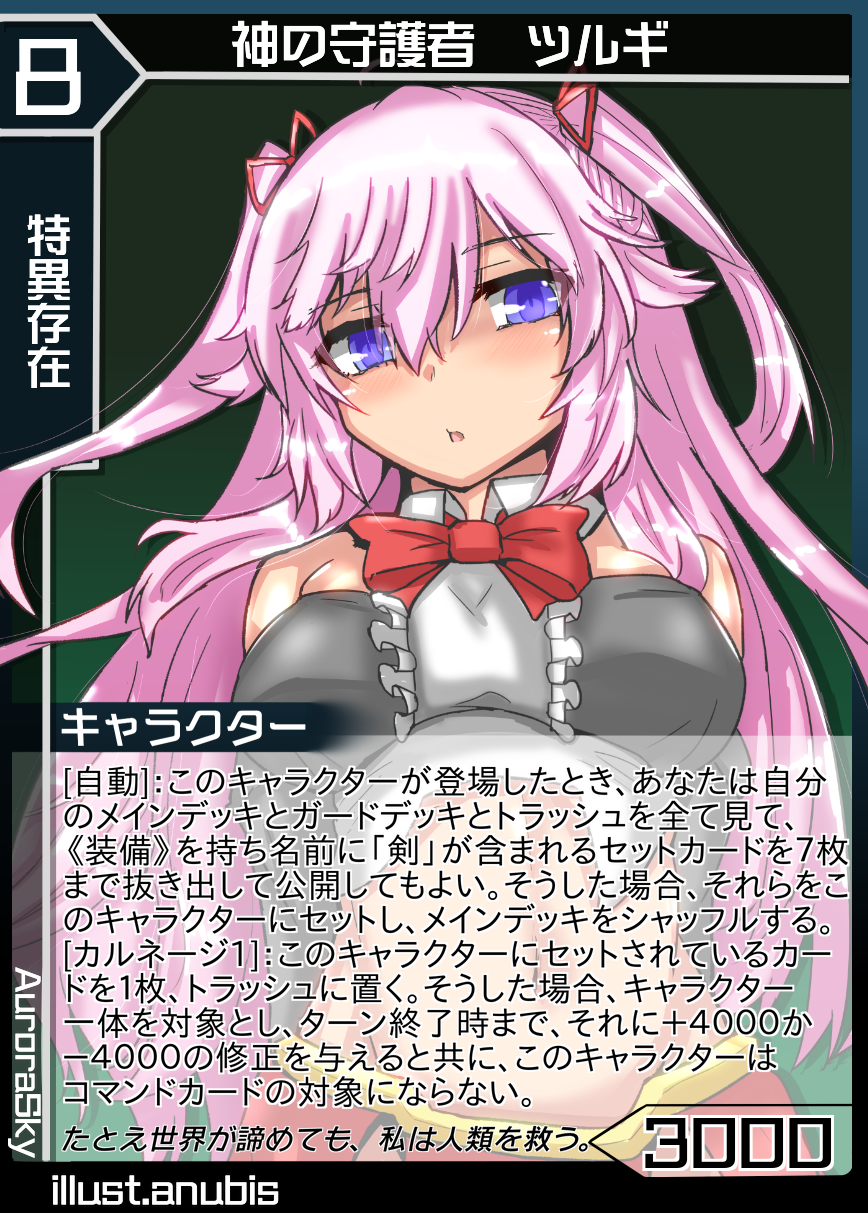 8
神の守護者 ツルギ
特異存在
キャラクター
[自動]:このキャラクターが登場したとき、あなたは自分
のメインデッキとガードデッキとトラッシュを全て見て、
《装備》を持ち名前に「剣」が含まれるセットカードを7枚
まで抜き出して公開してもよい。そうした場合、それらをこ
のキャラクターにセットし、メインデッキをシャッフルする。
[カルネージ1]:このキャラクターにセットされているカー
ドを1枚、トラッシュに置く。そうした場合、キャラクター
一体を対象とし、ターン終了時まで、それに＋4000か
ー4000の修正を与えると共に、このキャラクターは
コマンドカードの対象にならない。
たとえ世界が諦めても、私は人類を救う。
3000
AuroraSky
illust.anubis